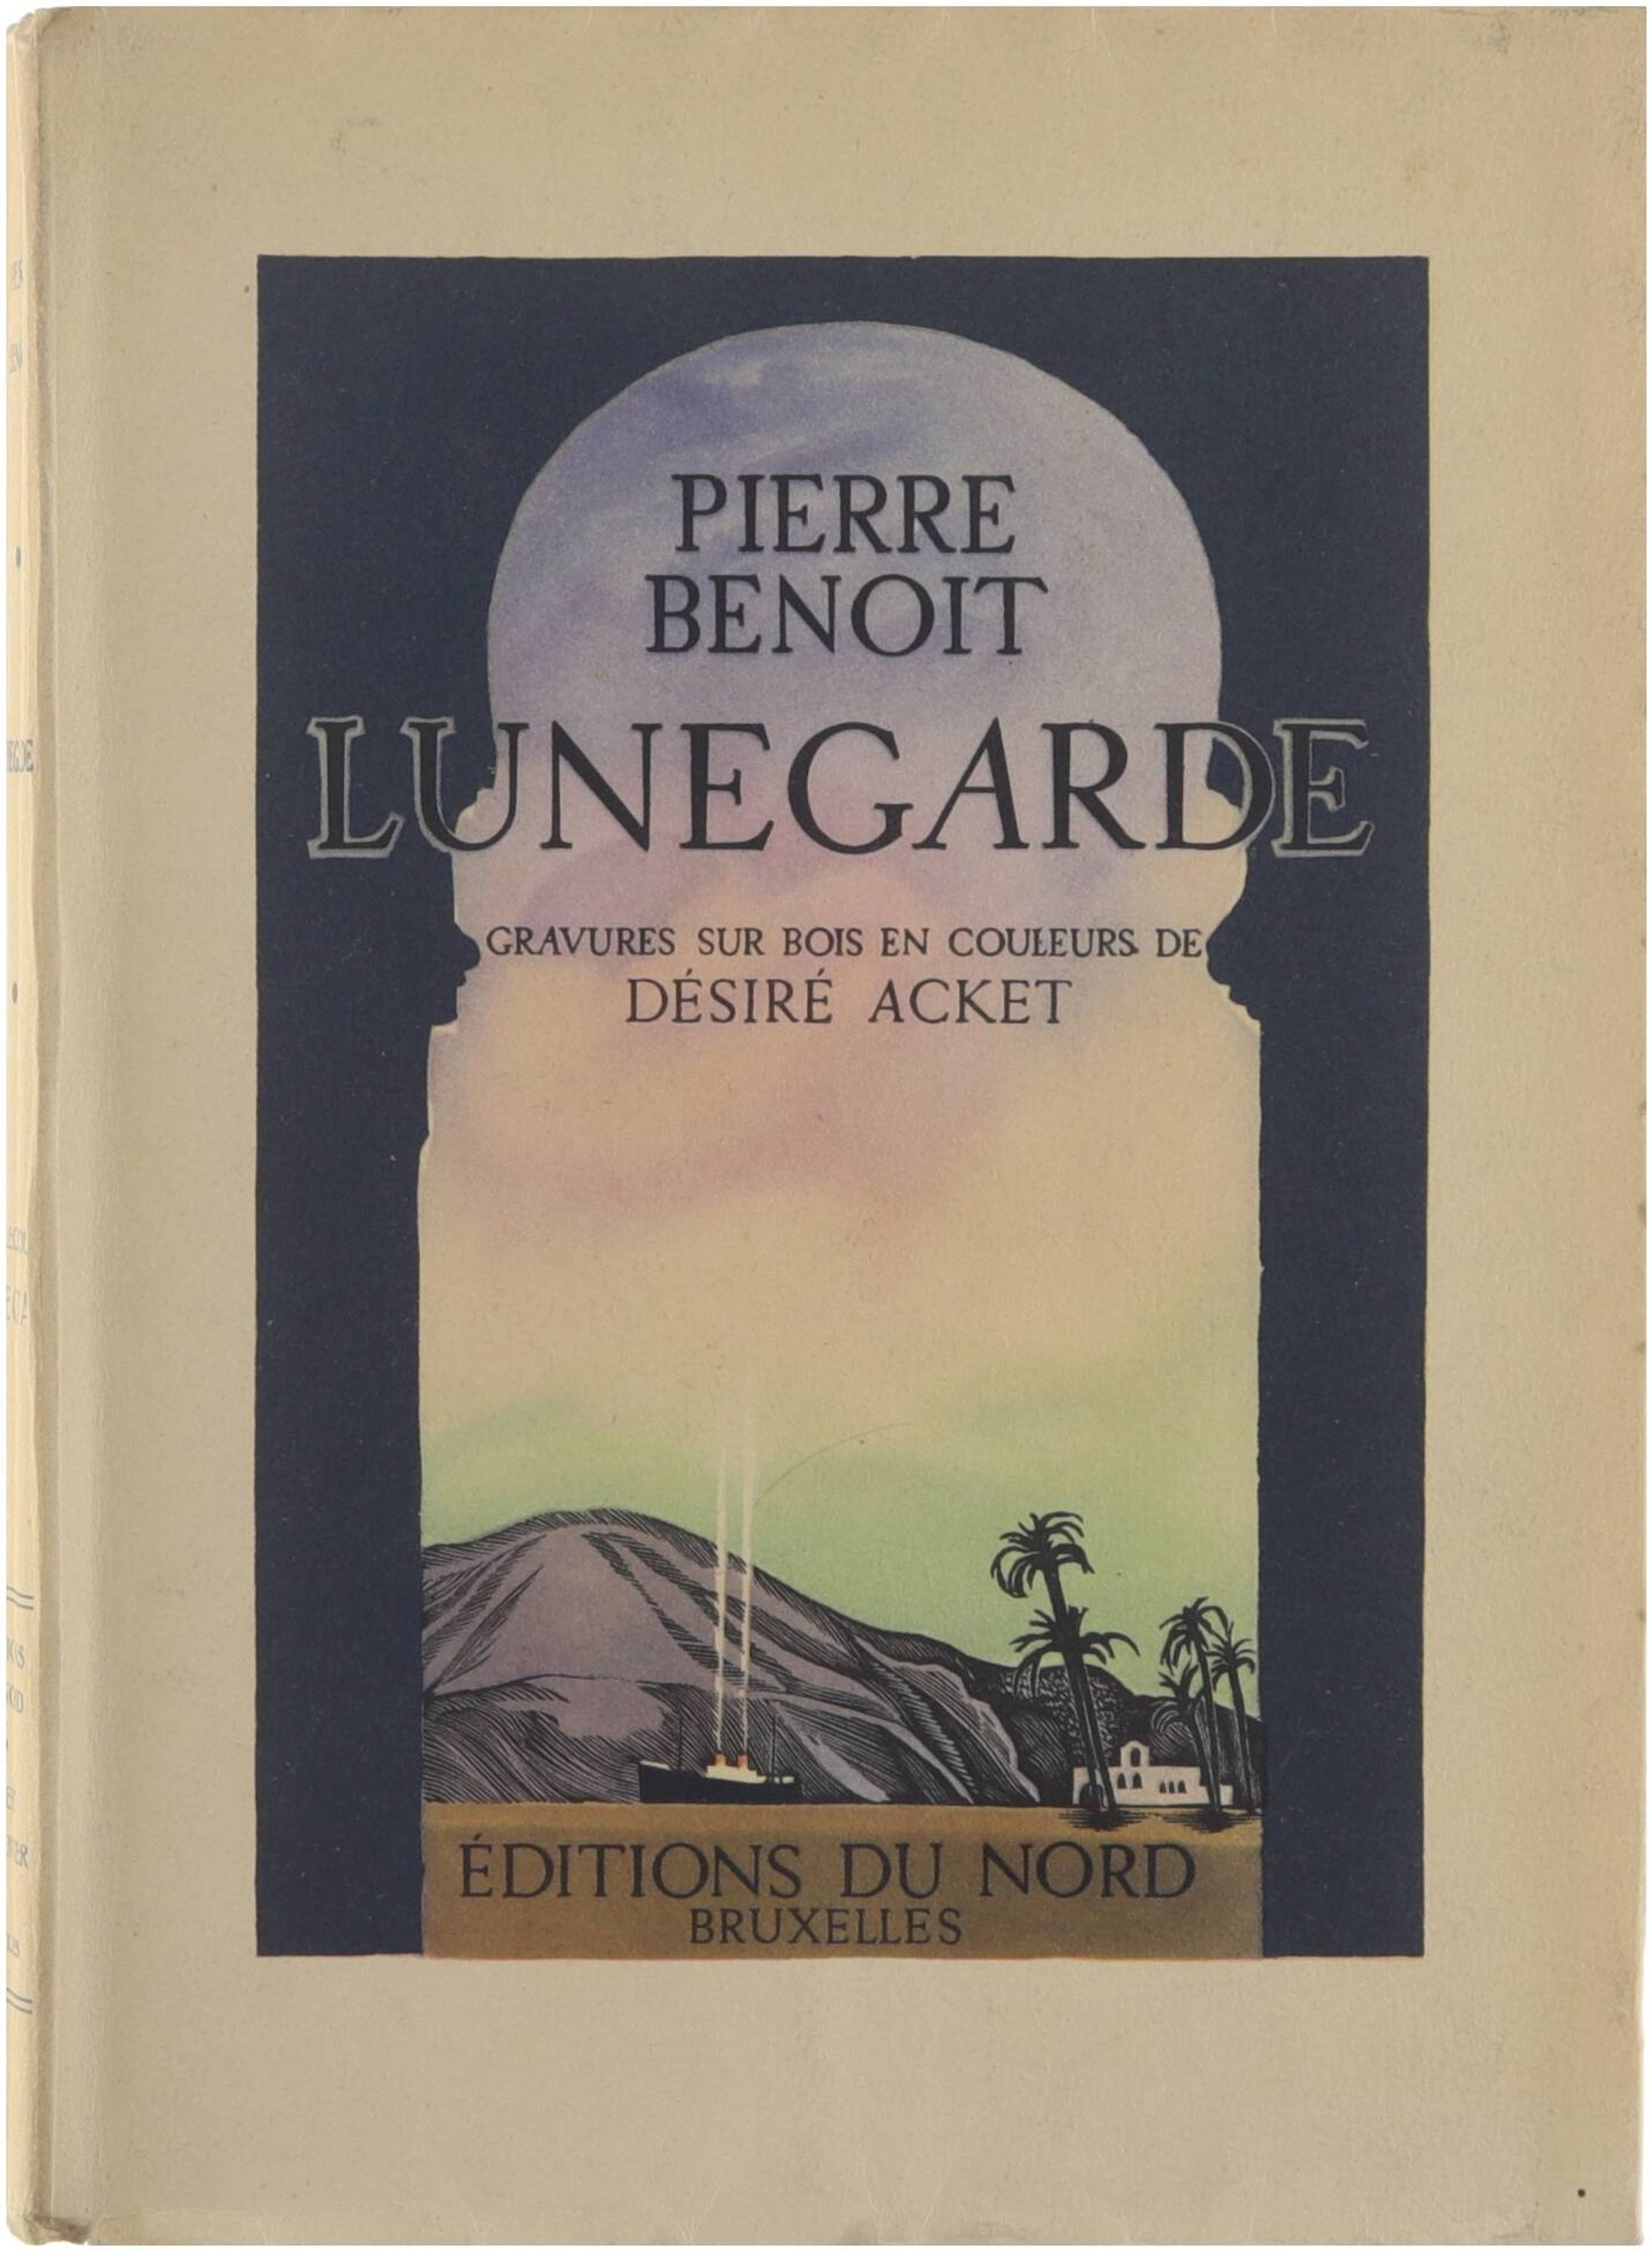 PIERRE
BENOIT
LUNEGARDE
GRAVURES SUR BOIS EN COULEURS DE
DÉSIRÉ ACKET
ÉDITIONS DU NORD
BRUXELLES